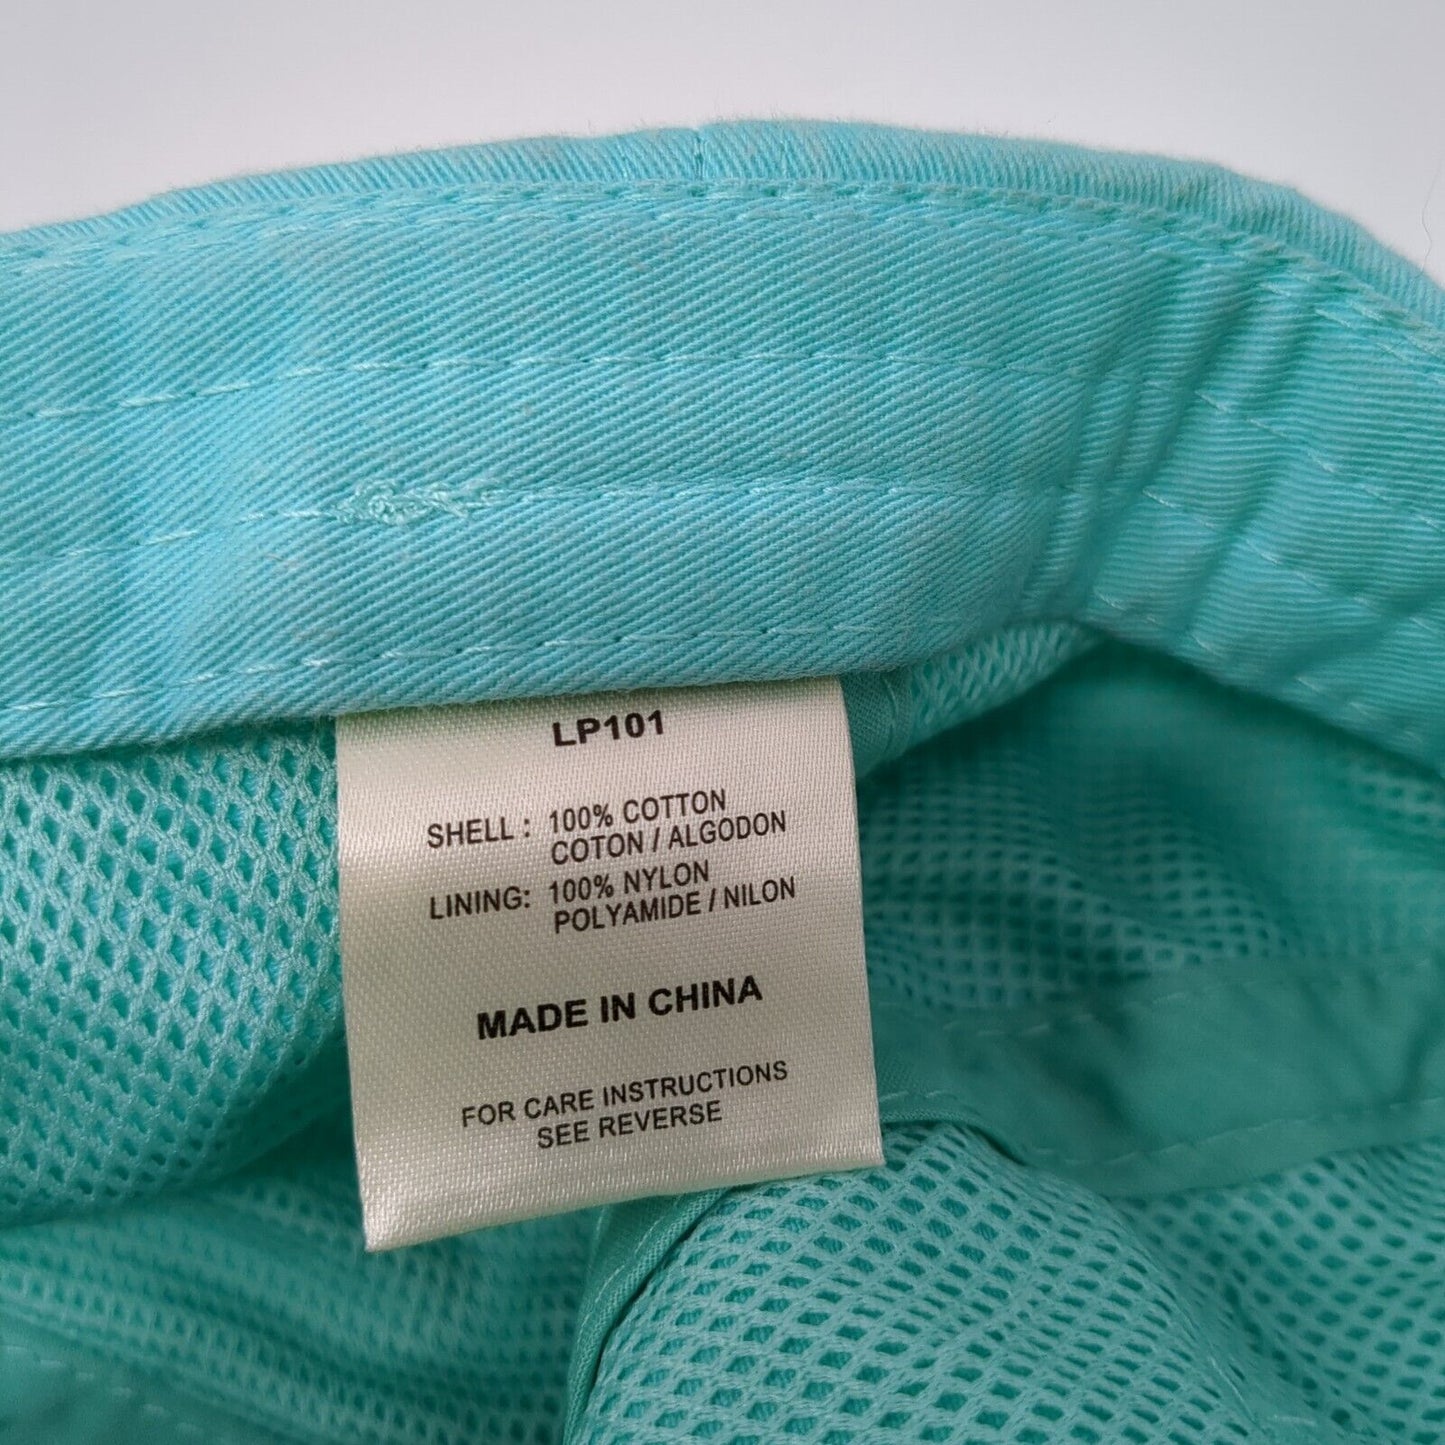 LP101
SHELL : 100% COTTON
COTON / ALGODON
LINING: 100% NYLON
POLYAMIDE / NILON
MADE IN CHINA
FOR CARE INSTRUCTIONS
SEE REVERSE